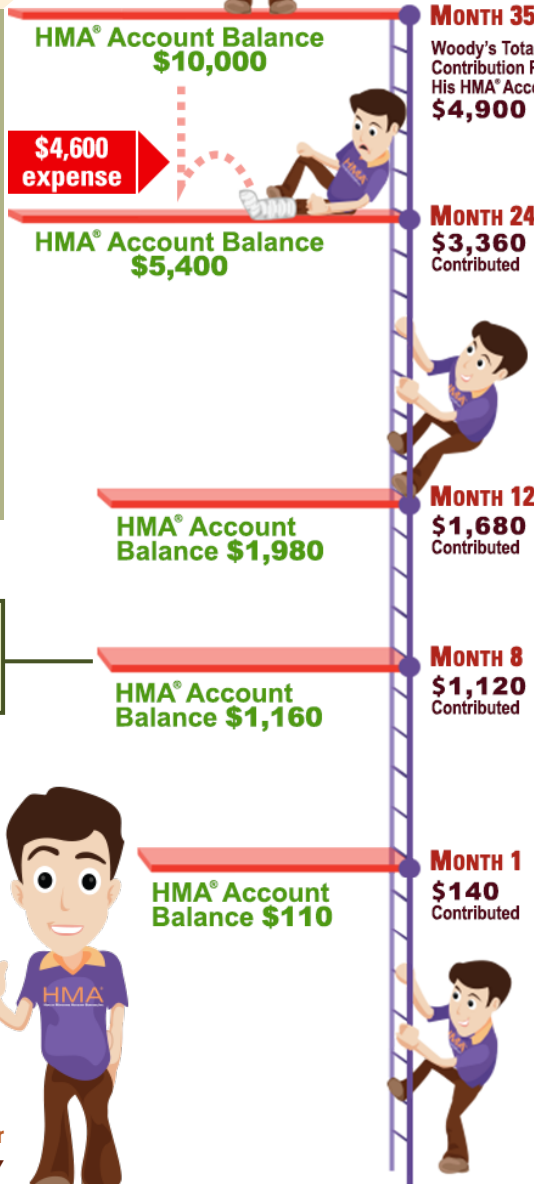 MONTH 35
HMA® Account Balance
$10,000
Woody's
Contribution
His HMA®
$4,900
$4,600
expense
HMA
MONTH 24
$3,360
Contributed
HMA® Account Balance
$5,400
HMA
MONTH 12
$1,680
Contributed
HMA® Account
Balance $1,980
MONTH 8
$1,120
Contributed
HMA® Account
Balance $1,160
MONTH 1
$140
Contributed
HMA® Account
Balance $110
HMA
HMA